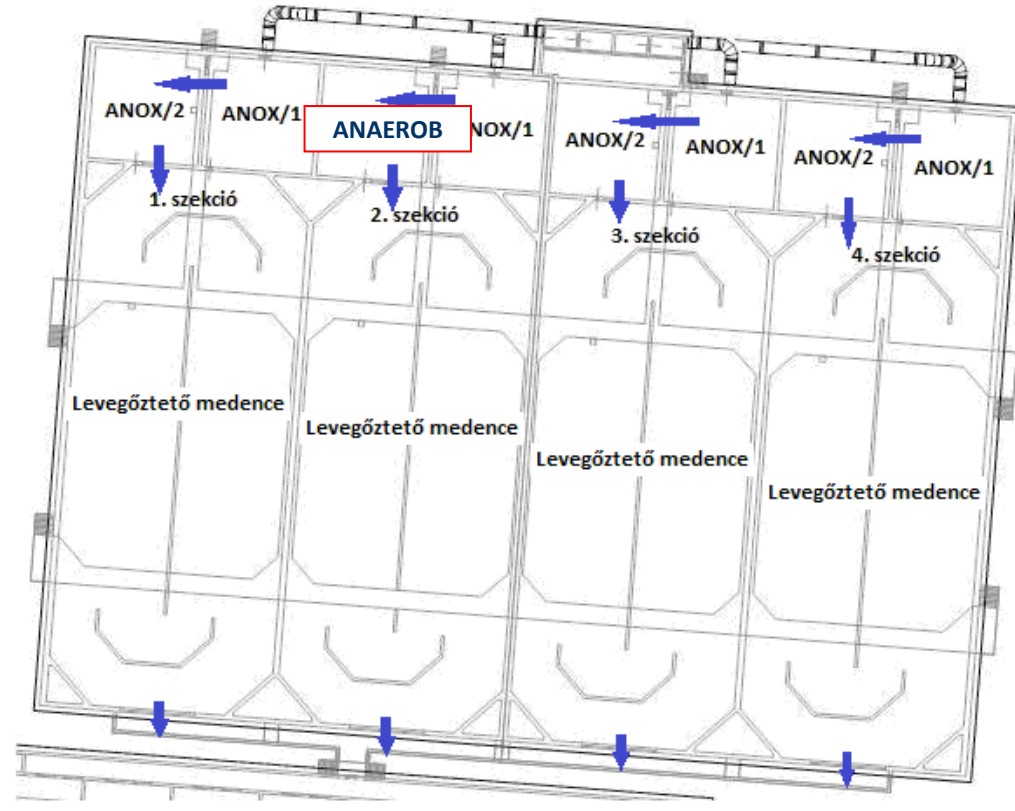 ANOX/2
ANOX/1
ANAEROB
NOX/1
ANOX/2
ANOX/1
ANOX/2
ANOX/1
1. szekció
2. szekció
3. szekció
4. szekció
Levegőztető medence
Levegőztető medence
Levegőztető medence
Levegőztető medence